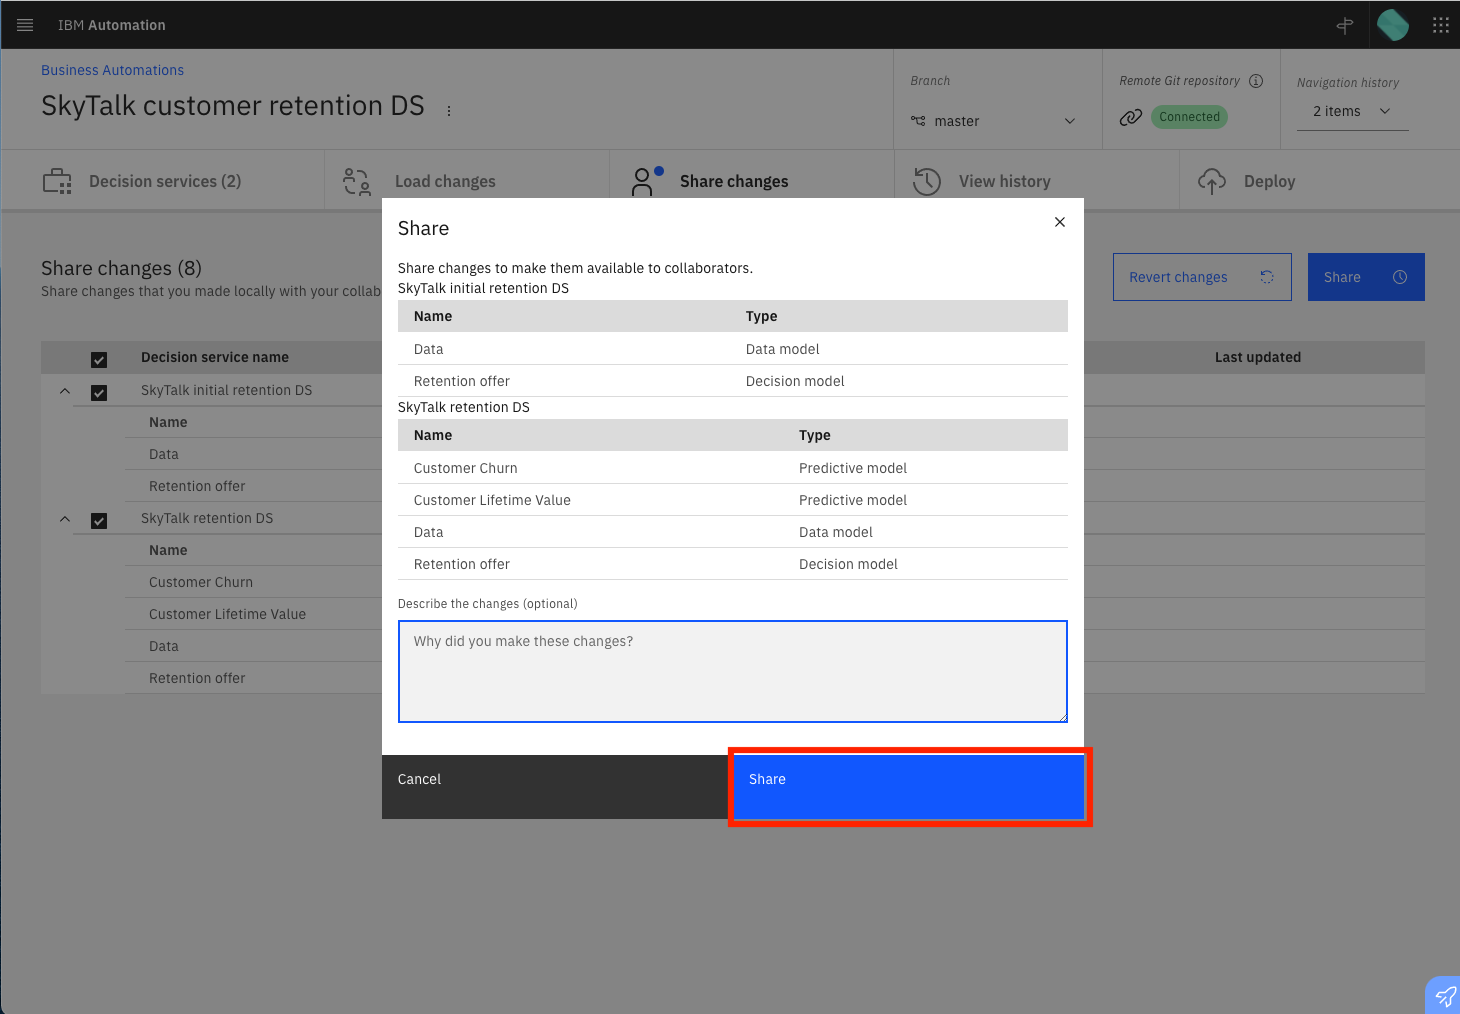 IBM Automation
Business Automations
SkyTalk customer retention DS
Branch
master
Remote Git repository
Connected
Navigation history
2 items
Decision services (2)
Load changes
Share changes
View history
Deploy
Share changes (8)
Share changes that you made locally with your collab
Revert changes
Share
Decision service name
Last updated
SkyTalk initial retention DS
Name
Data
Retention offer
SkyTalk retention DS
Name
Customer Churn
Customer Lifetime Value
Data
Retention offer
Share
Share changes to make them available to collaborators.
SkyTalk initial retention DS
Name Type
Data Data model
Retention offer Decision model
SkyTalk retention DS
Name Type
Customer Churn Predictive model
Customer Lifetime Value Predictive model
Data Data model
Retention offer Decision model
Describe the changes (optional)
Why did you make these changes?
Cancel
Share